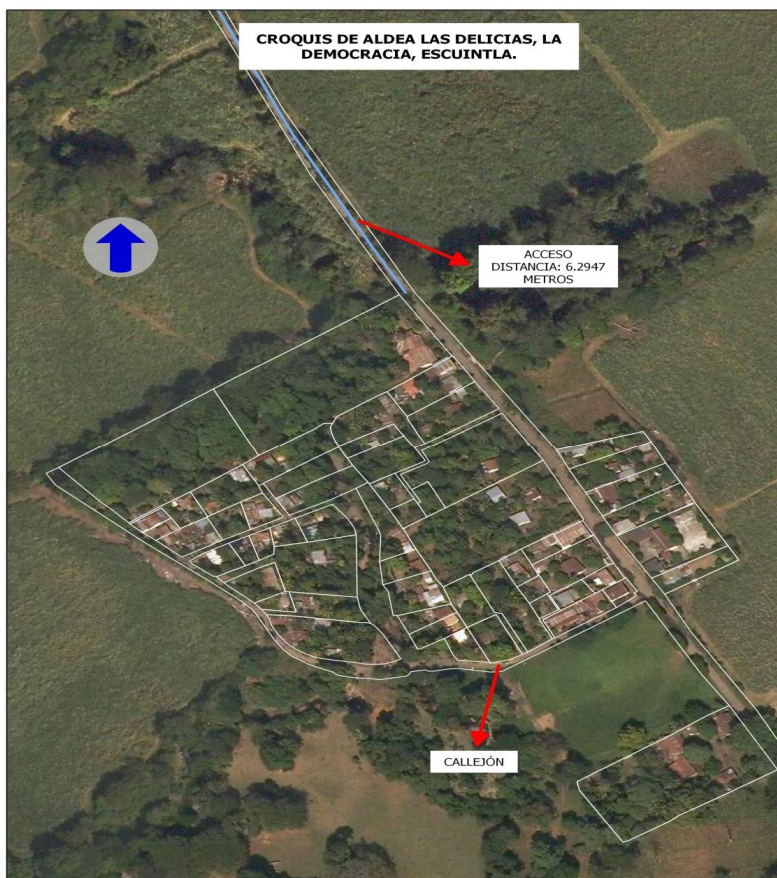 CROQUIS DE ALDEA LAS DELICIAS, LA
DEMOCRACIA, ESCUINTLA.
ACCESO
DISTANCIA: 6.2947
METROS
CALLEJÓN